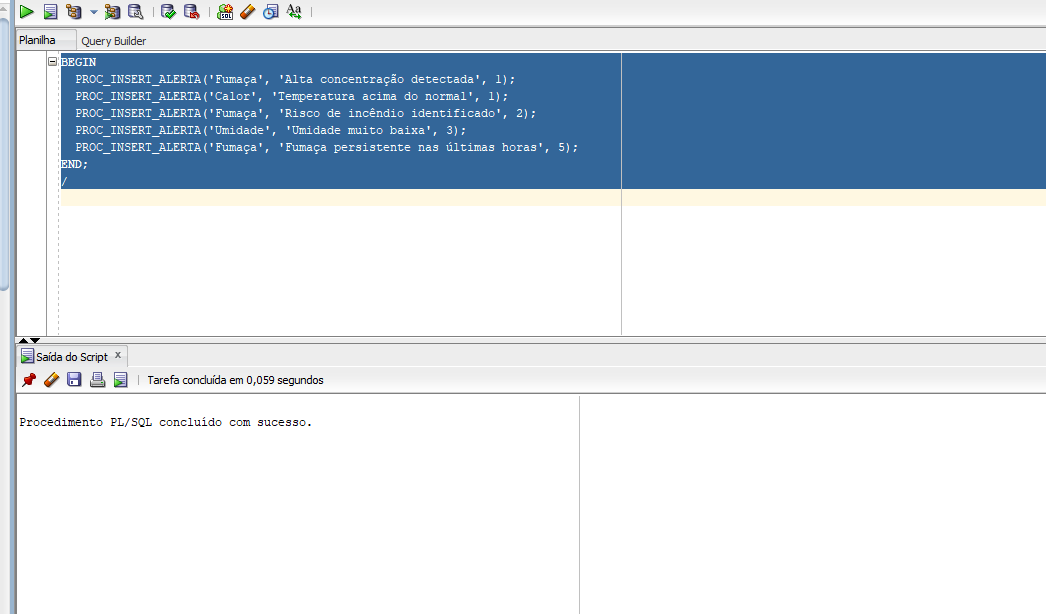 Planilha
Query Builder
BEGIN
PROC_INSERT_ALERTA('Fumaça', 'Alta concentração detectada', 1);
PROC_INSERT_ALERTA('Calor', 'Temperatura acima do normal', 1);
PROC_INSERT_ALERTA('Fumaça', 'Risco de incêndio identificado', 2);
PROC_INSERT_ALERTA('Umidade', 'Umidade muito baixa', 3);
PROC_INSERT_ALERTA('Fumaça', 'Fumaça persistente nas últimas horas', 5);
END;
/
Saída do Script x
Tarefa concluída em 0,059 segundos
Procedimento PL/SQL concluído com sucesso.